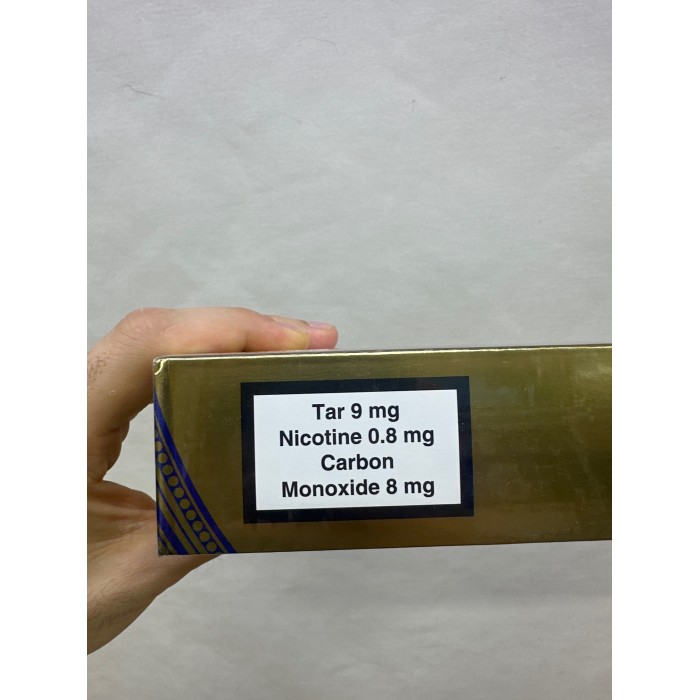 Tar 9 mg
Nicotine 0.8 mg
Carbon
Monoxide 8 mg